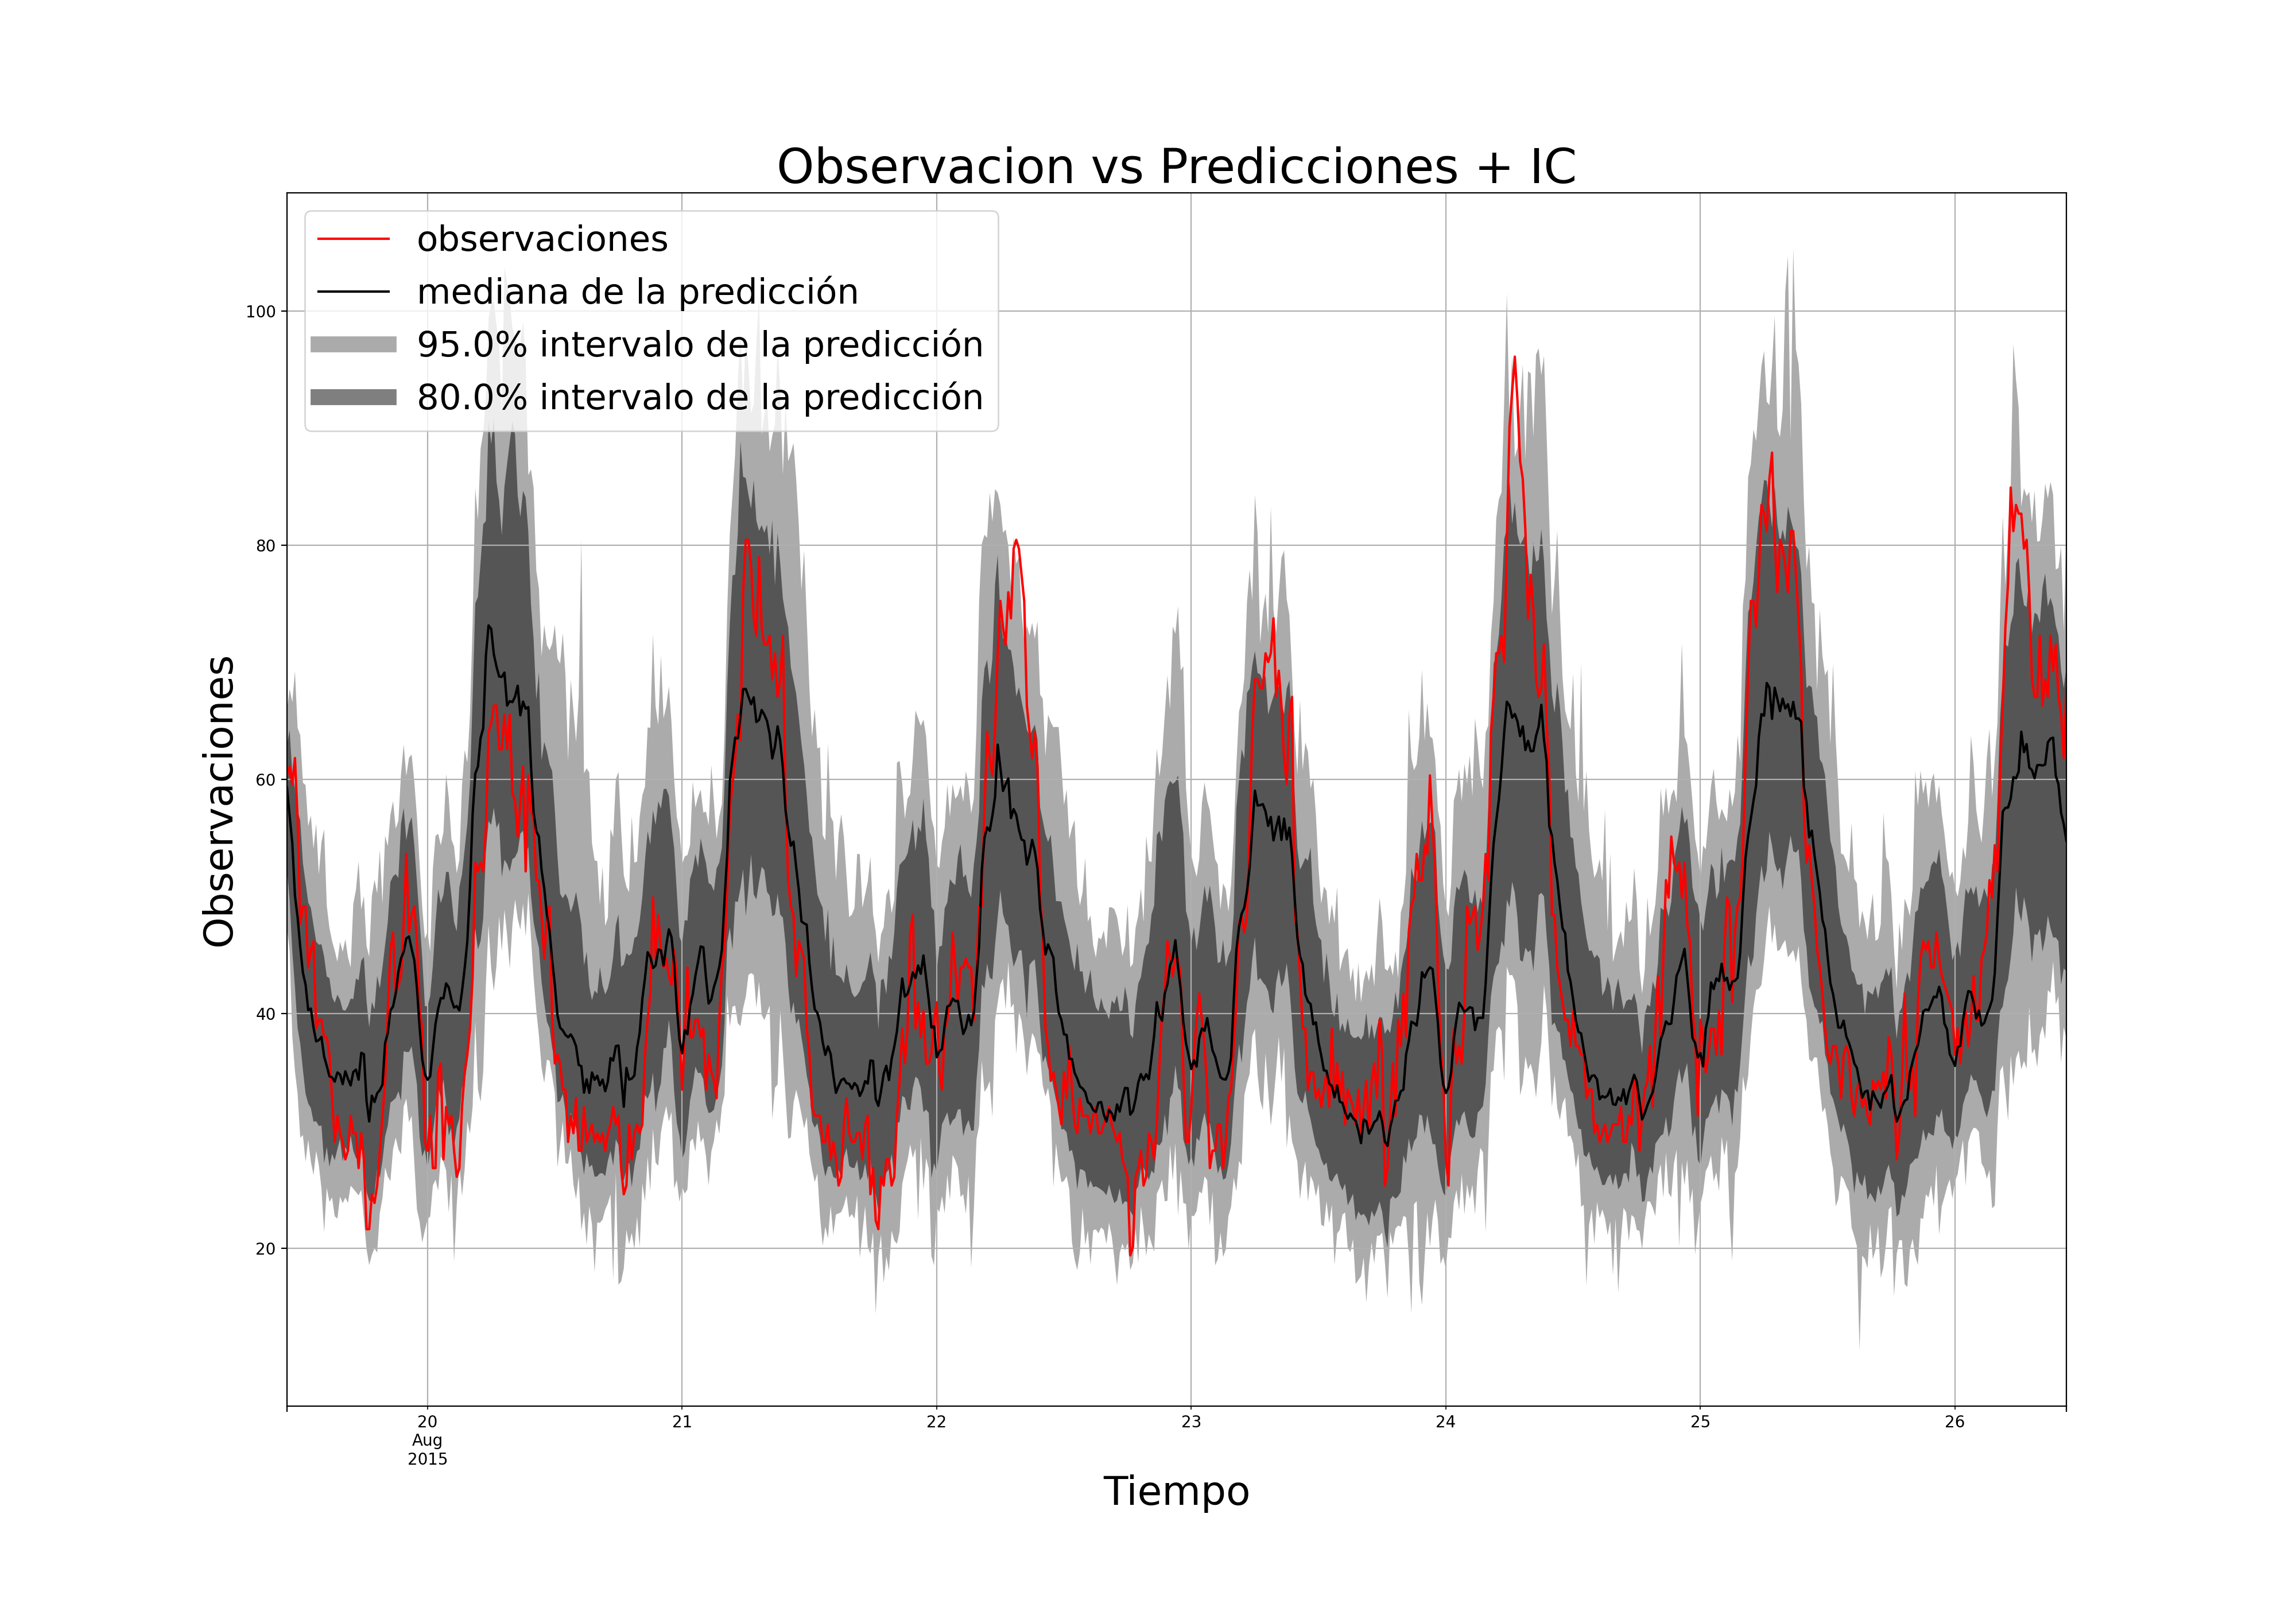 Observacion vs Predicciones + IC
observaciones
mediana de la predicción
95.0% intervalo de la predicción
80.0% intervalo de la predicción
100
80
60
40
20
Observaciones
20
Aug
2015
21
22
23
24
25
26
Tiempo